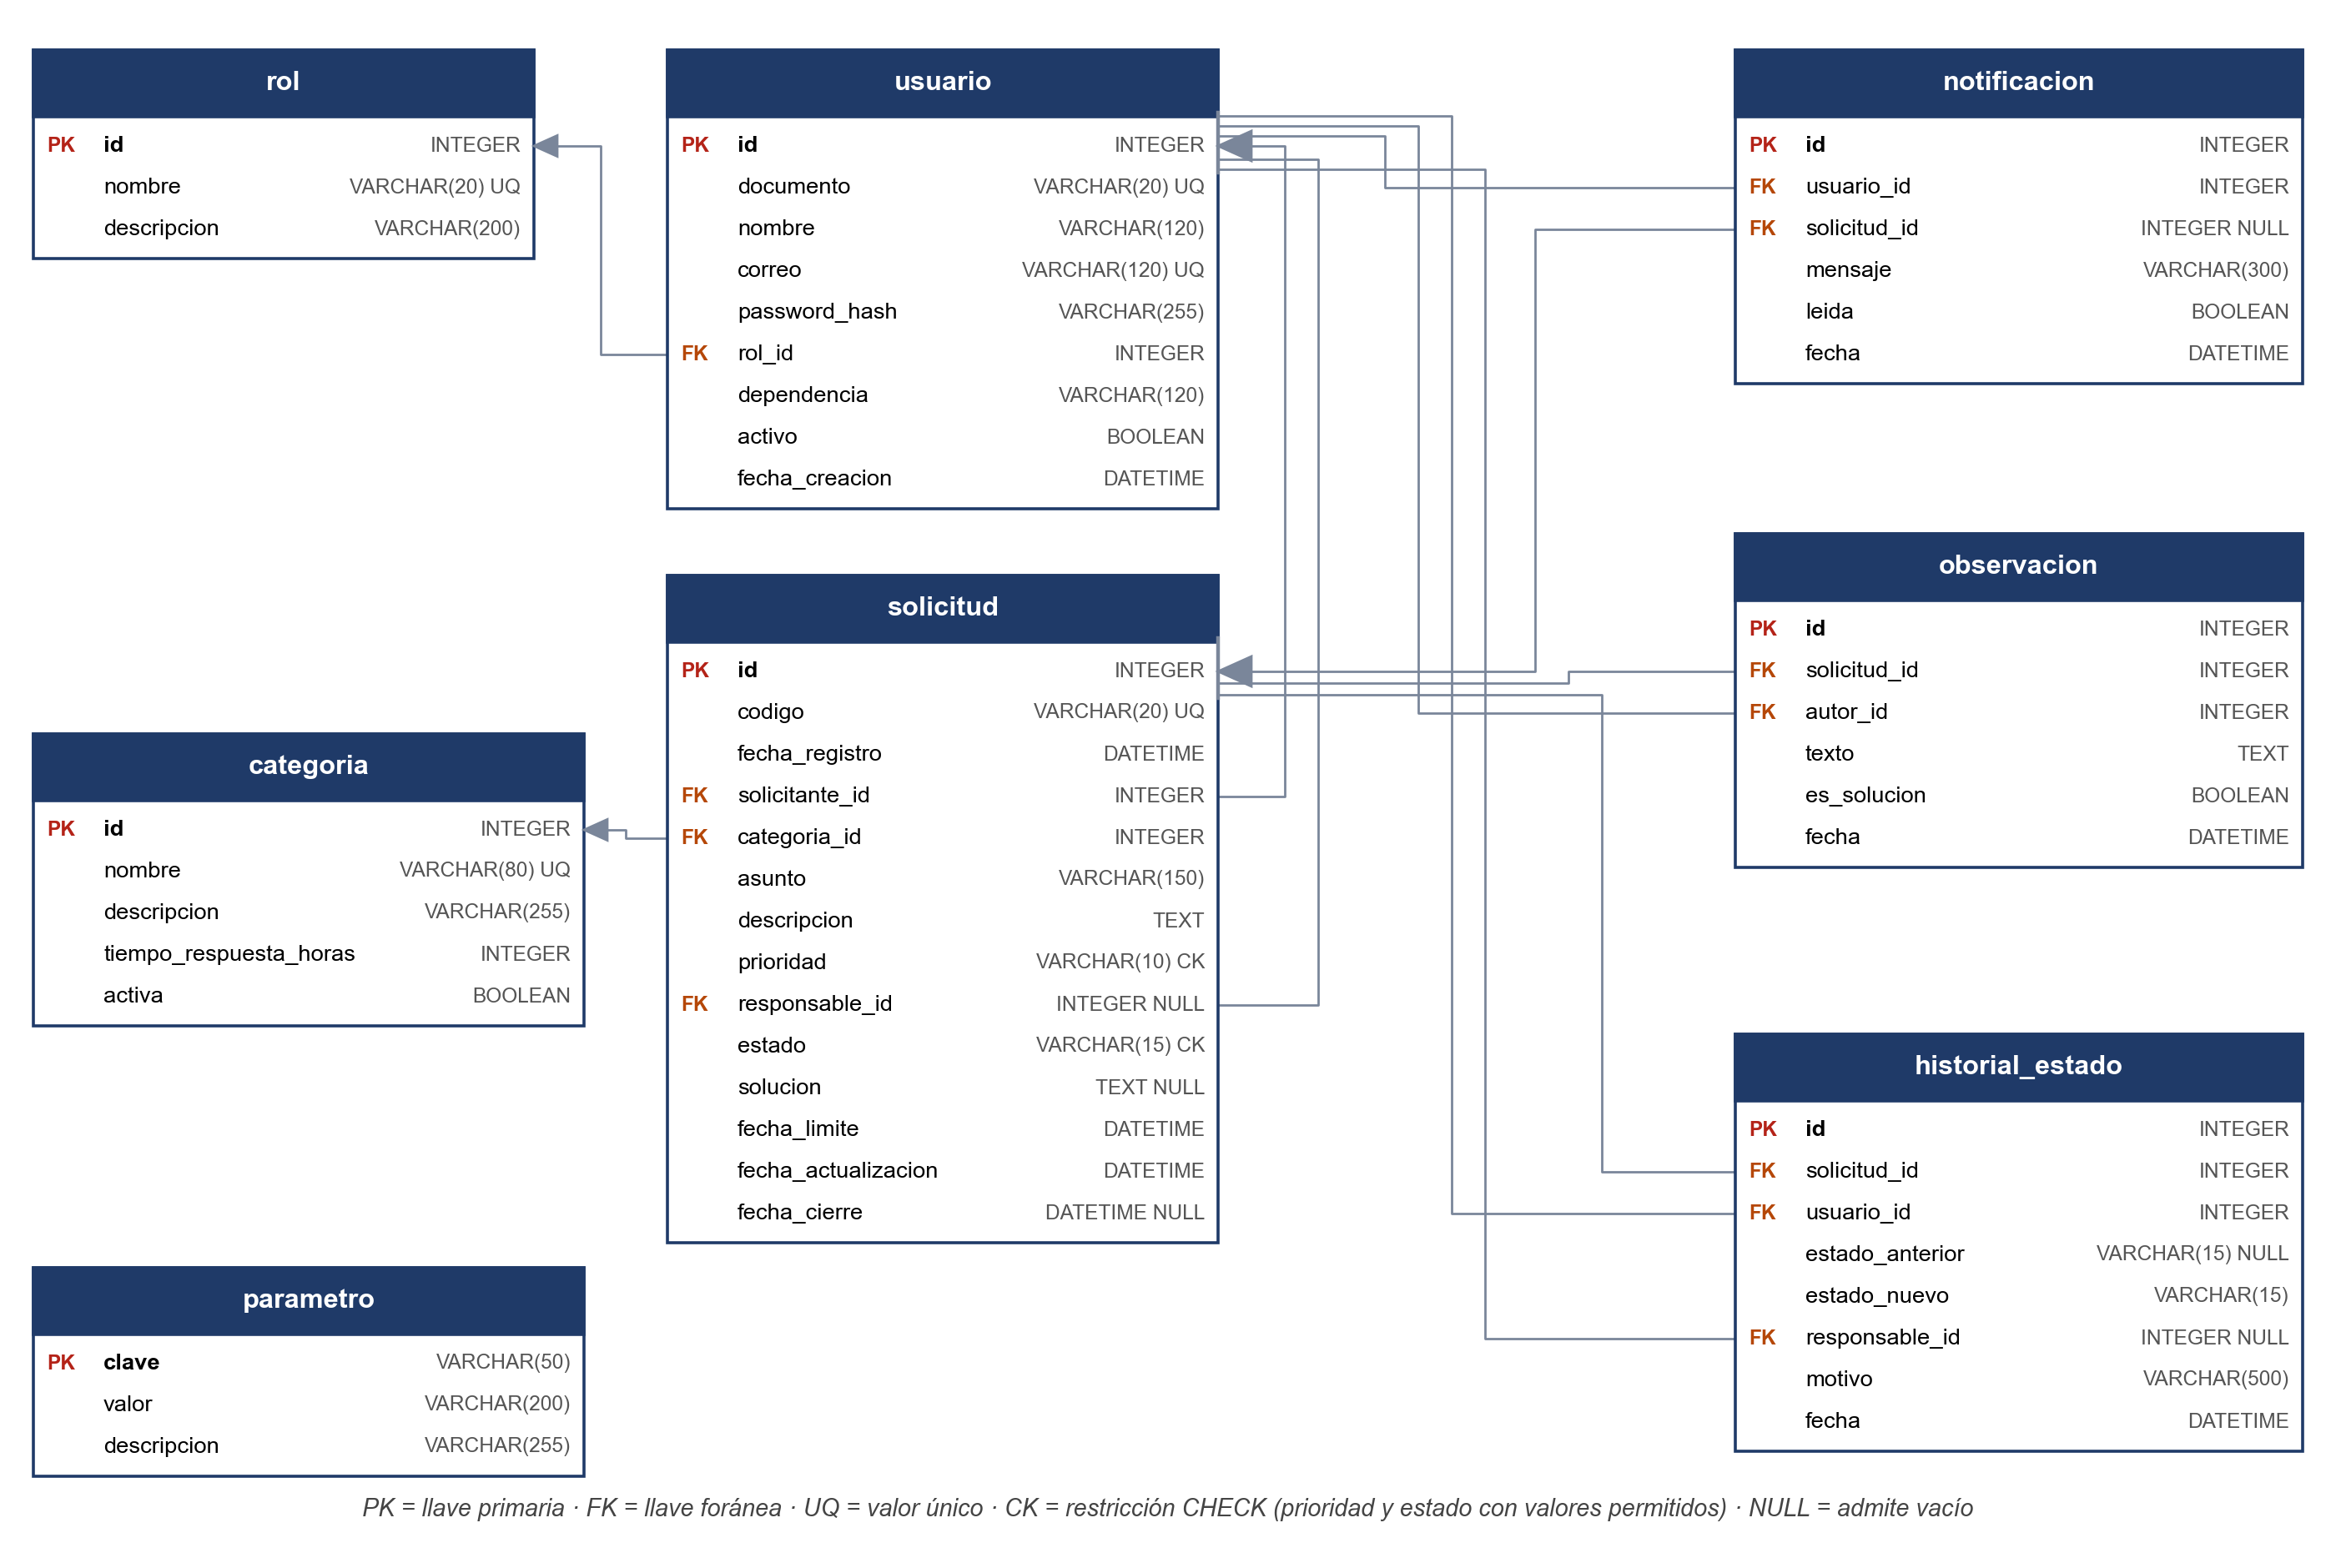 rol
PK id INTEGER
nombre VARCHAR(20) UQ
descripcion VARCHAR(200)
usuario
PK id INTEGER
documento VARCHAR(20) UQ
nombre VARCHAR(120)
correo VARCHAR(120) UQ
password_hash VARCHAR(255)
FK rol_id INTEGER
dependencia VARCHAR(120)
activo BOOLEAN
fecha_creacion DATETIME
notificacion
PK id INTEGER
FK usuario_id INTEGER
FK solicitud_id INTEGER NULL
mensaje VARCHAR(300)
leida BOOLEAN
fecha DATETIME
solicitud
PK id INTEGER
codigo VARCHAR(20) UQ
fecha_registro DATETIME
FK solicitante_id INTEGER
FK categoria_id INTEGER
asunto VARCHAR(150)
descripcion TEXT
prioridad VARCHAR(10) CK
FK responsable_id INTEGER NULL
estado VARCHAR(15) CK
solucion TEXT NULL
fecha_limite DATETIME
fecha_actualizacion DATETIME
fecha_cierre DATETIME NULL
observacion
PK id INTEGER
FK solicitud_id INTEGER
FK autor_id INTEGER
texto TEXT
es_solucion BOOLEAN
fecha DATETIME
categoria
PK id INTEGER
nombre VARCHAR(80) UQ
descripcion VARCHAR(255)
tiempo_respuesta_horas INTEGER
activa BOOLEAN
historial_estado
PK id INTEGER
FK solicitud_id INTEGER
FK usuario_id INTEGER
estado_anterior VARCHAR(15) NULL
estado_nuevo VARCHAR(15)
FK responsable_id INTEGER NULL
motivo VARCHAR(500)
fecha DATETIME
parametro
PK clave VARCHAR(50)
valor VARCHAR(200)
descripcion VARCHAR(255)
PK = llave primaria · FK = llave foránea · UQ = valor único · CK = restricción CHECK (prioridad y estado con valores permitidos) · NULL = admite vacío